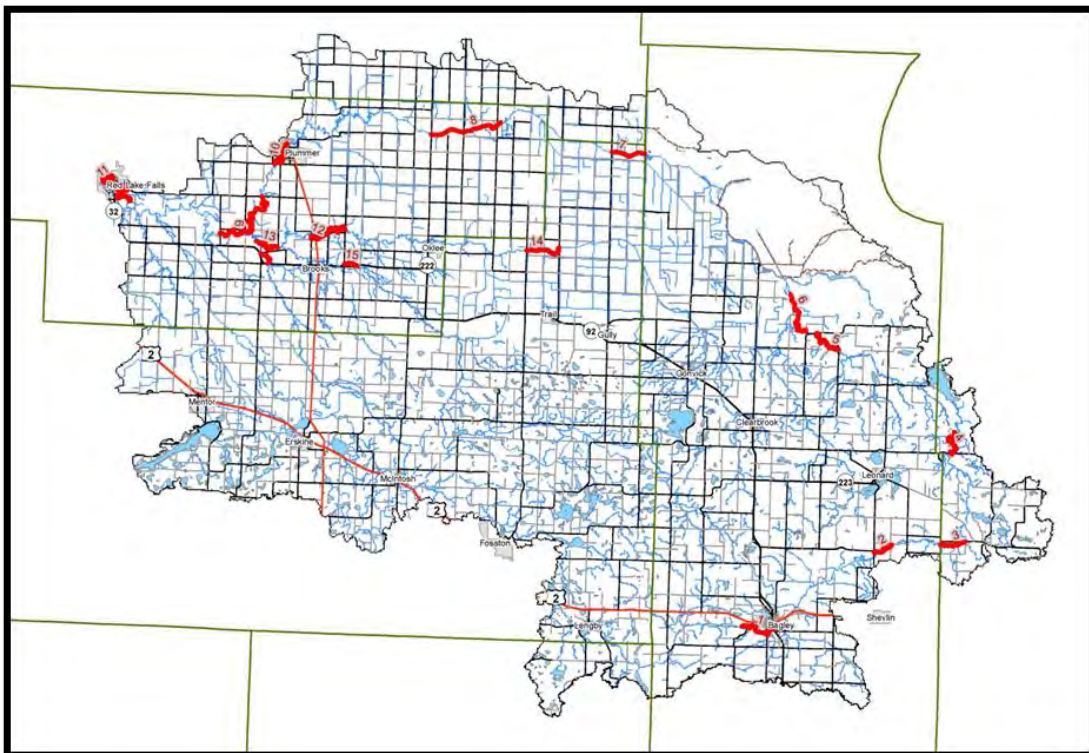 8
7
10
Plummer
11
Red Lake Falls
32
9
12
13
14
Oklee
222
15
Brooks
6
Trail
92
Gully
5
2
Gonvick
Mentor
Clearbrook
4
Erskine
McIntosh
Leonard
223
2
Fosston
2
3
2
Lengby
1
Bagley
Shevlin